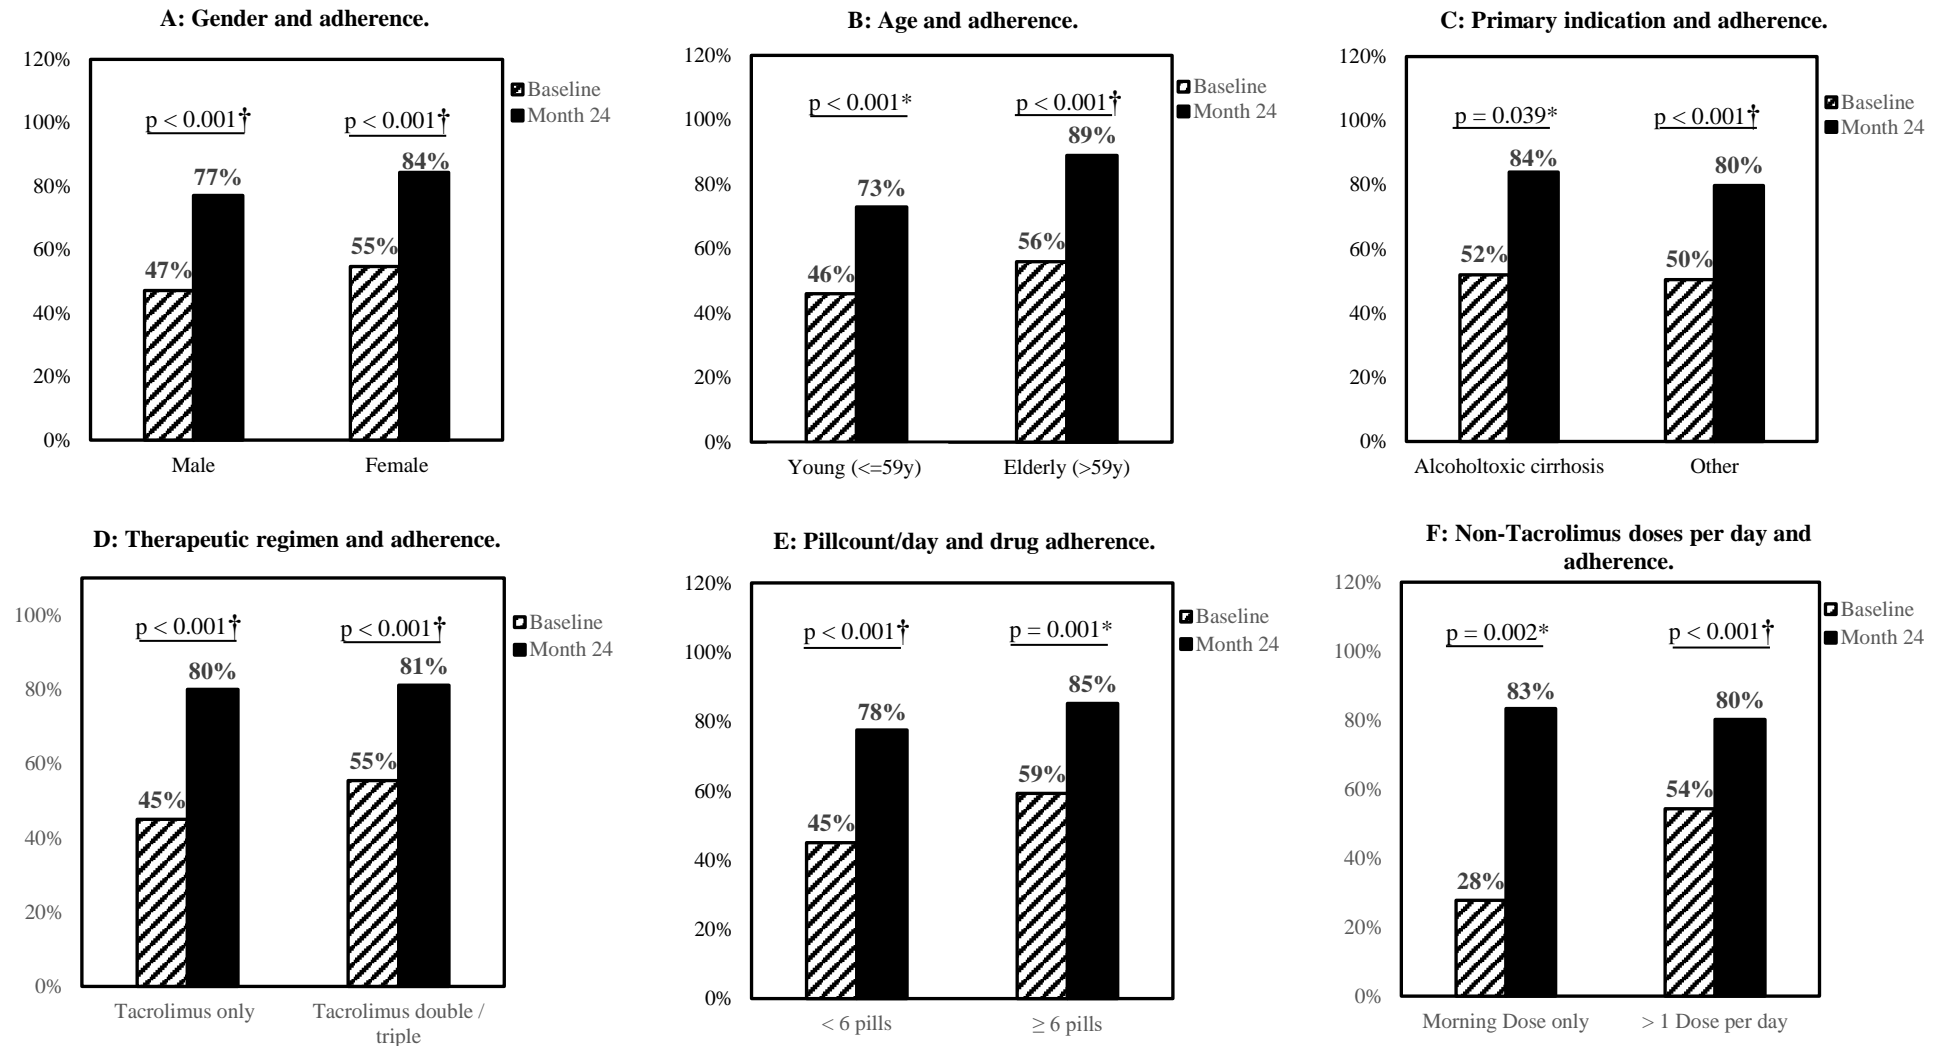 A: Gender and adherence.
120%
100%
80%
60%
40%
20%
0%
p < 0.001†
p < 0.001†
47%
77%
55%
84%
Male
Female
Baseline
Month 24
B: Age and adherence.
120%
100%
80%
60%
40%
20%
0%
p < 0.001*
p < 0.001†
46%
73%
56%
89%
Young (<=59y)
Elderly (>59y)
Baseline
Month 24
C: Primary indication and adherence.
120%
100%
80%
60%
40%
20%
0%
p = 0.039*
p < 0.001†
52%
84%
50%
80%
Alcoholtoxic cirrhosis
Other
Baseline
Month 24
D: Therapeutic regimen and adherence.
100%
80%
60%
40%
20%
0%
p < 0.001†
p < 0.001†
45%
80%
55%
81%
Tacrolimus only
Tacrolimus double /
triple
Baseline
Month 24
E: Pillcount/day and drug adherence.
120%
100%
80%
60%
40%
20%
0%
p < 0.001†
p = 0.001*
45%
78%
59%
85%
< 6 pills
≥ 6 pills
Baseline
Month 24
F: Non-Tacrolimus doses per day and
adherence.
120%
100%
80%
60%
40%
20%
0%
p = 0.002*
p < 0.001†
28%
83%
54%
80%
Morning Dose only
> 1 Dose per day
Baseline
Month 24